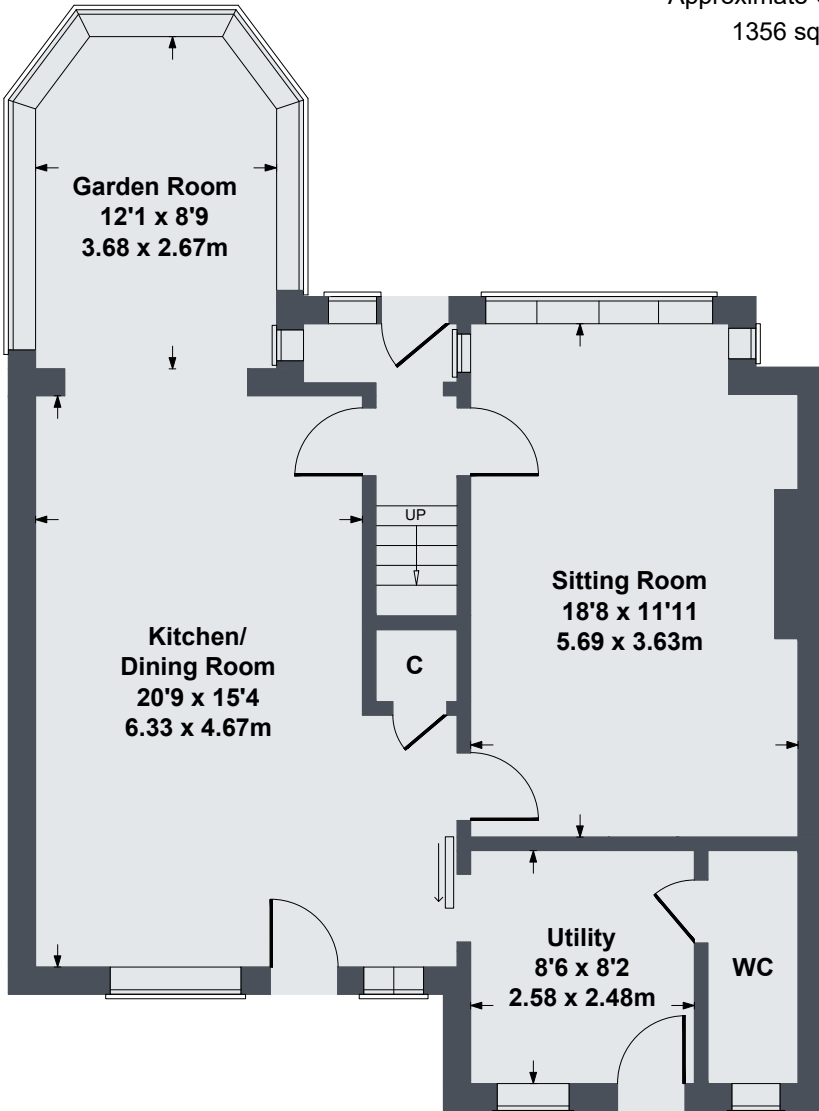 Approximate
1356 sq
Garden Room
12'1 x 8'9
3.68 x 2.67m
UP
Sitting Room
18'8 x 11'11
5.69 x 3.63m
Kitchen/
Dining Room
20'9 x 15'4
6.33 x 4.67m
C
Utility
8'6 x 8'2
2.58 x 2.48m
WC